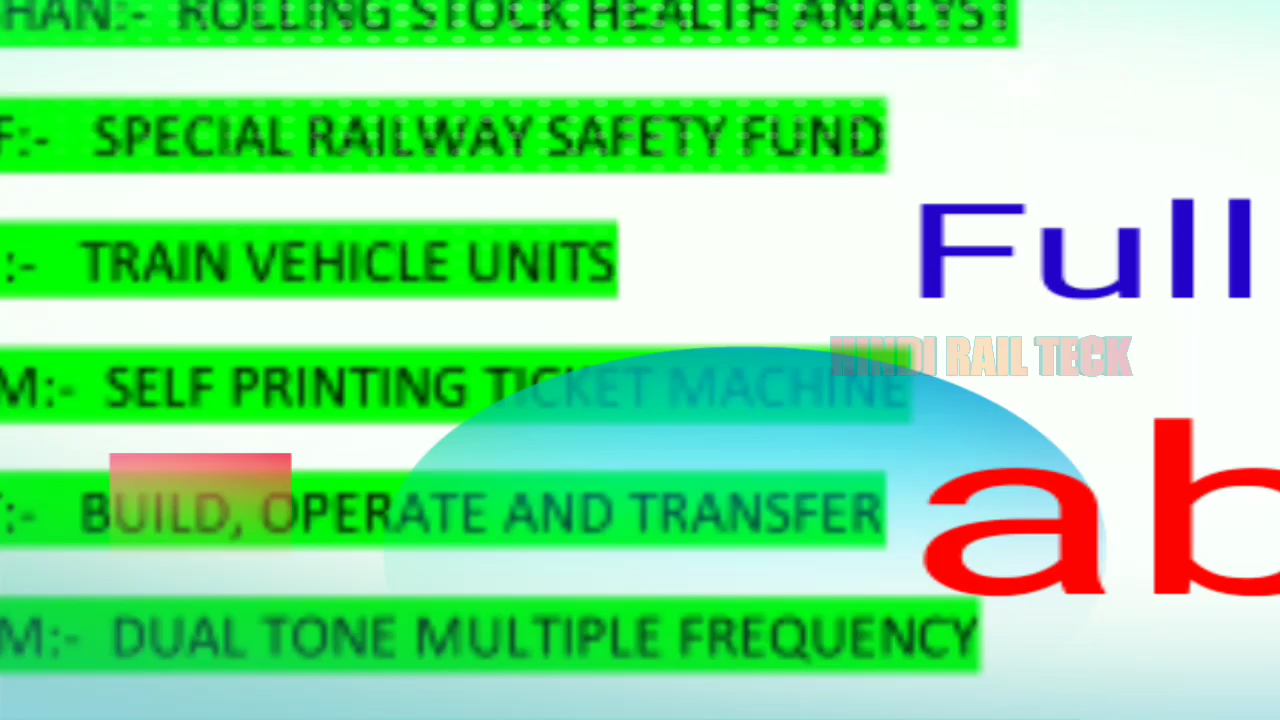 HAN:- ROLLING STOCK HEALTH ANALYST
F:- SPECIAL RAILWAY SAFETY FUND
:- TRAIN VEHICLE UNITS
Full
HINDI RAIL TECK
M:- SELF PRINTING TICKET MACHINE
ab
:- BUILD, OPERATE AND TRANSFER
M:- DUAL TONE MULTIPLE FREQUENCY